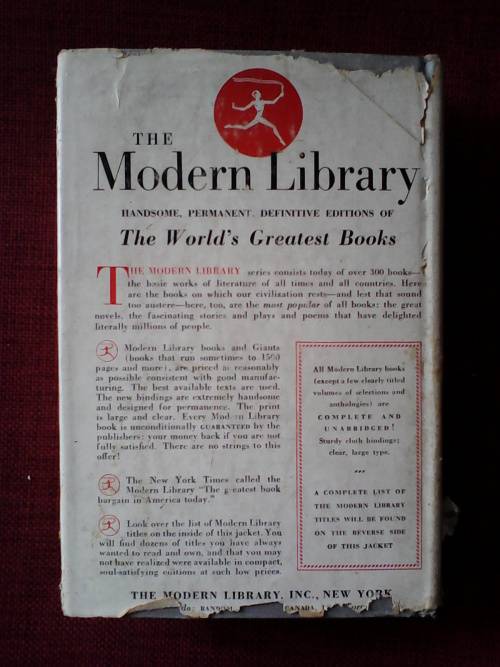 THE
Modern Library
HANDSOME, PERMANENT, DEFINITIVE EDITIONS OF
The World's Greatest Books
THE MODERN LIBRARY series consists today of over 300 books—
the basic works of literature of all times and all countries. Here
are the books on which our civilization rests—and lest that sound
too austere—here, too, are the most popular of all books: the great
novels, the fascinating stories and plays and poems that have delighted
literally millions of people.
Modern Library books and Giants
(books that run sometimes to 1500
pages and more), are priced as reasonably
as possible consistent with good manufac-
turing. The best available texts are used.
The new bindings are extremely handsome
and designed for permanence. The print
is large and clear. Every Modern Library
book is unconditionally GUARANTEED by the
publishers: your money back if you are not
fully satisfied. There are no strings to this
offer!
The New York Times called the
Modern Library "The greatest book
bargain in America today."
Look over the list of Modern Library
titles on the inside of this jacket. You
will find dozens of titles you have always
wanted to read and own, and that you may
not have realized were available in compact,
soul-satisfying editions at such low prices.
All Modern Library books
(except a few clearly titled
volumes of selections and
anthologies) are
COMPLETE AND
UNABRIDGED!
Sturdy cloth bindings;
clear, large type.
***
A COMPLETE LIST OF
THE MODERN LIBRARY
TITLES WILL BE FOUND
ON THE REVERSE SIDE
OF THIS JACKET
THE MODERN LIBRARY, INC., NEW YORK
CANADA,